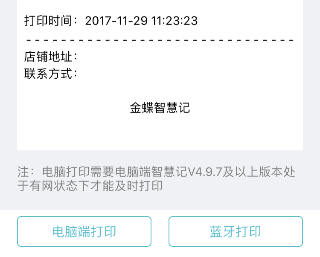 打印时间：2017-11-29 11:23:23
店铺地址：
联系方式：
金蝶智慧记
注：电脑打印需要电脑端智慧记V4.9.7及以上版本处
于有网状态下才能及时打印
电脑端打印
蓝牙打印